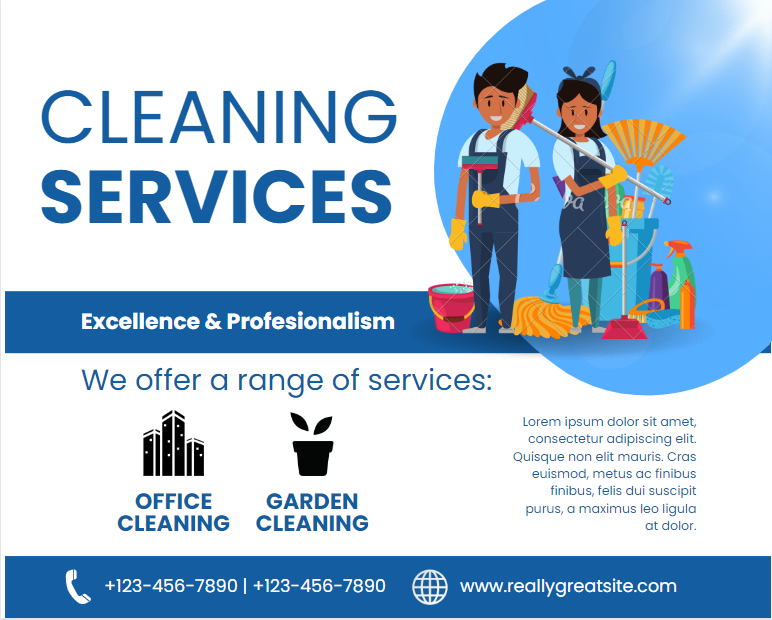 CLEANING
SERVICES
Excellence & Profesionalism
We offer a range of services:
OFFICE
CLEANING
GARDEN
CLEANING
Lorem ipsum dolor sit amet,
consectetur adipiscing elit.
Quisque non elit mauris. Cras
euismod, metus ac finibus
finibus, felis dui suscipit
purus, a maximus leo ligula
at dolor.
+123-456-7890 | +123-456-7890
www.reallygreatsite.com